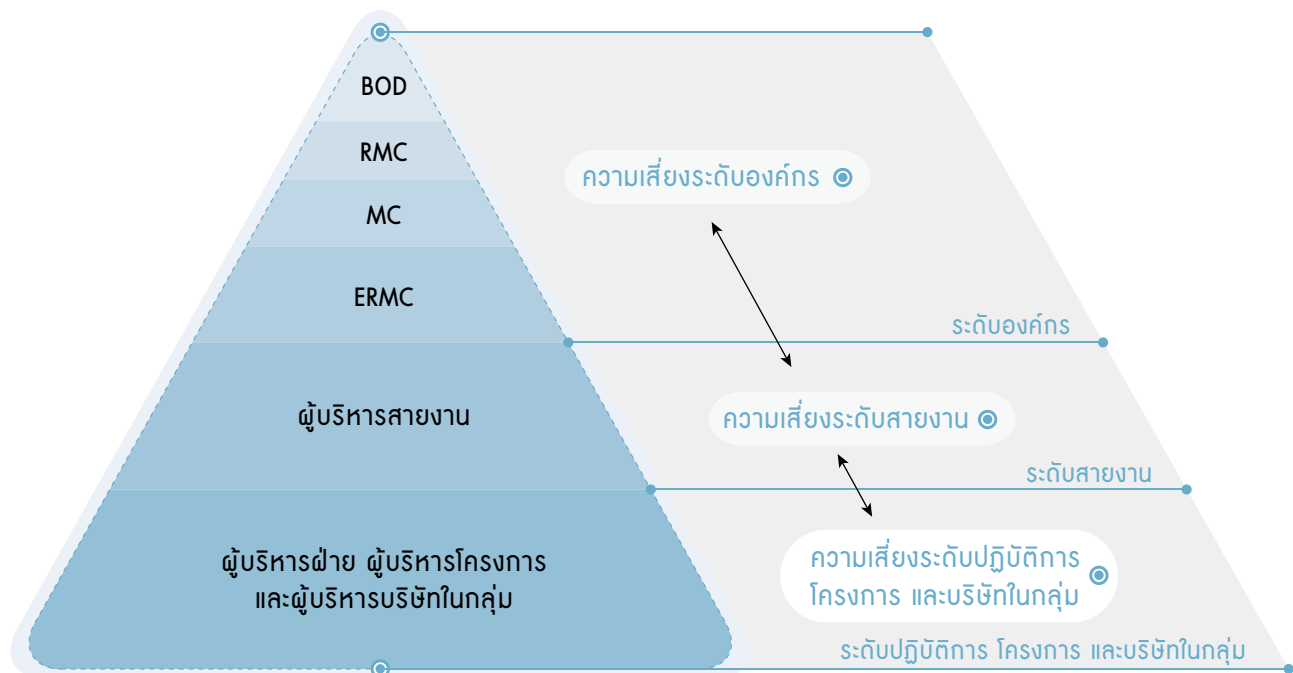 BOD
RMC
MC
ERMC
ผู้บริหารสายงาน
ผู้บริหารฝ่าย ผู้บริหารโครงการ
และผู้บริหารบริษัทในกลุ่ม
ความเสี่ยงระดับองค์กร
ระดับองค์กร
ความเสี่ยงระดับสายงาน
ระดับสายงาน
ความเสี่ยงระดับปฏิบัติการ
โครงการ และบริษัทในกลุ่ม
ระดับปฏิบัติการ โครงการ และบริษัทในกลุ่ม